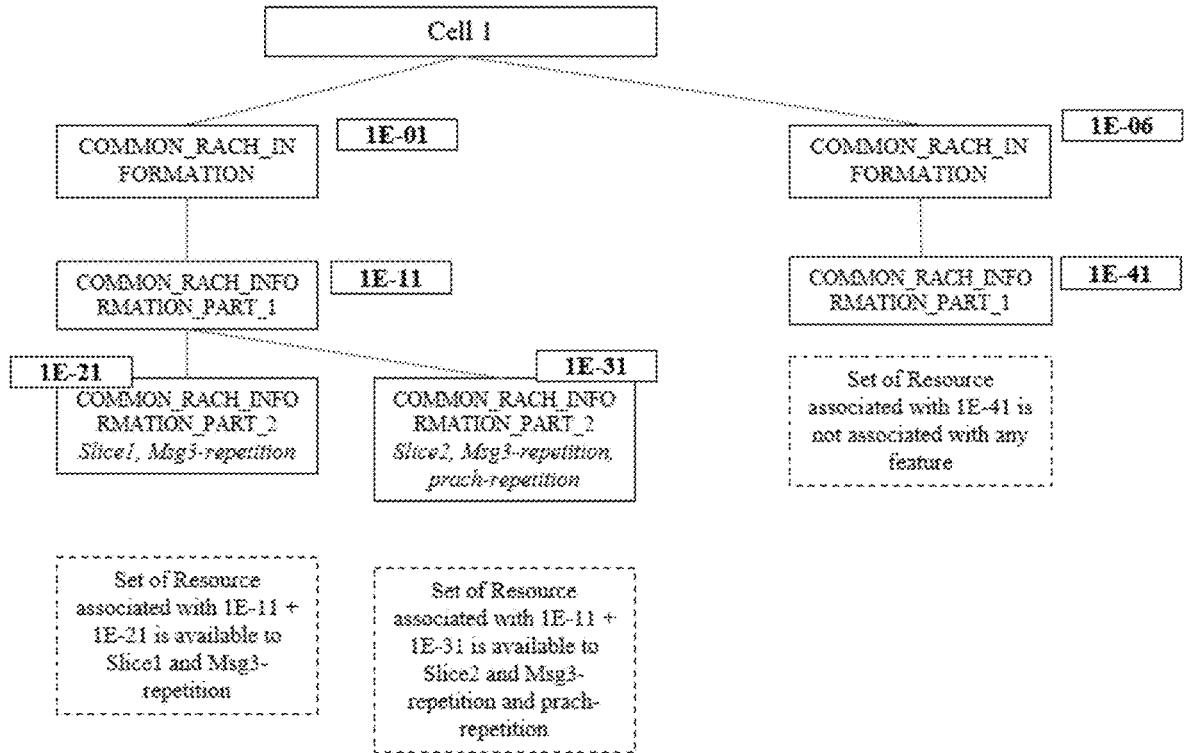 Cell 1
1E-01
COMMON_RACH_IN
FORMATION
1E-06
COMMON_RACH_IN
FORMATION
COMMON_RACH_INFO
RMATION_PART_1
1E-11
COMMON_RACH_INFO
RMATION_PART_1
1E-41
1E-21
COMMON_RACH_INFO
RMATION_PART_2
Slice1, Msg3-repetition
1E-31
COMMON_RACH_INFO
RMATION_PART_2
Slice2, Msg3-repetition,
prach-repetition
Set of Resource
associated with 1E-41 is
not associated with any
feature
Set of Resource
associated with 1E-11 +
1E-21 is available to
Slice1 and Msg3-
repetition
Set of Resource
associated with 1E-11 +
1E-31 is available to
Slice2 and Msg3-
repetition and prach-
repetition